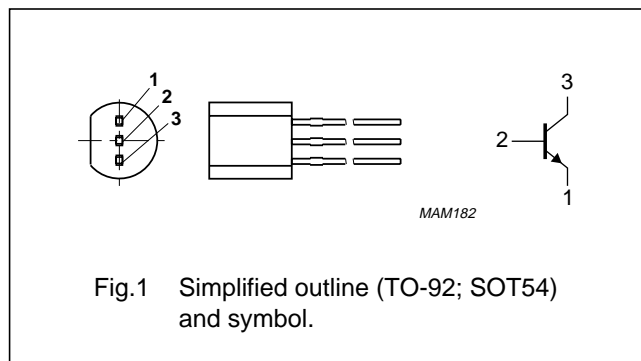 1
2
3
3
2
1
MAM182
Fig.1 Simplified outline (TO-92; SOT54)
and symbol.